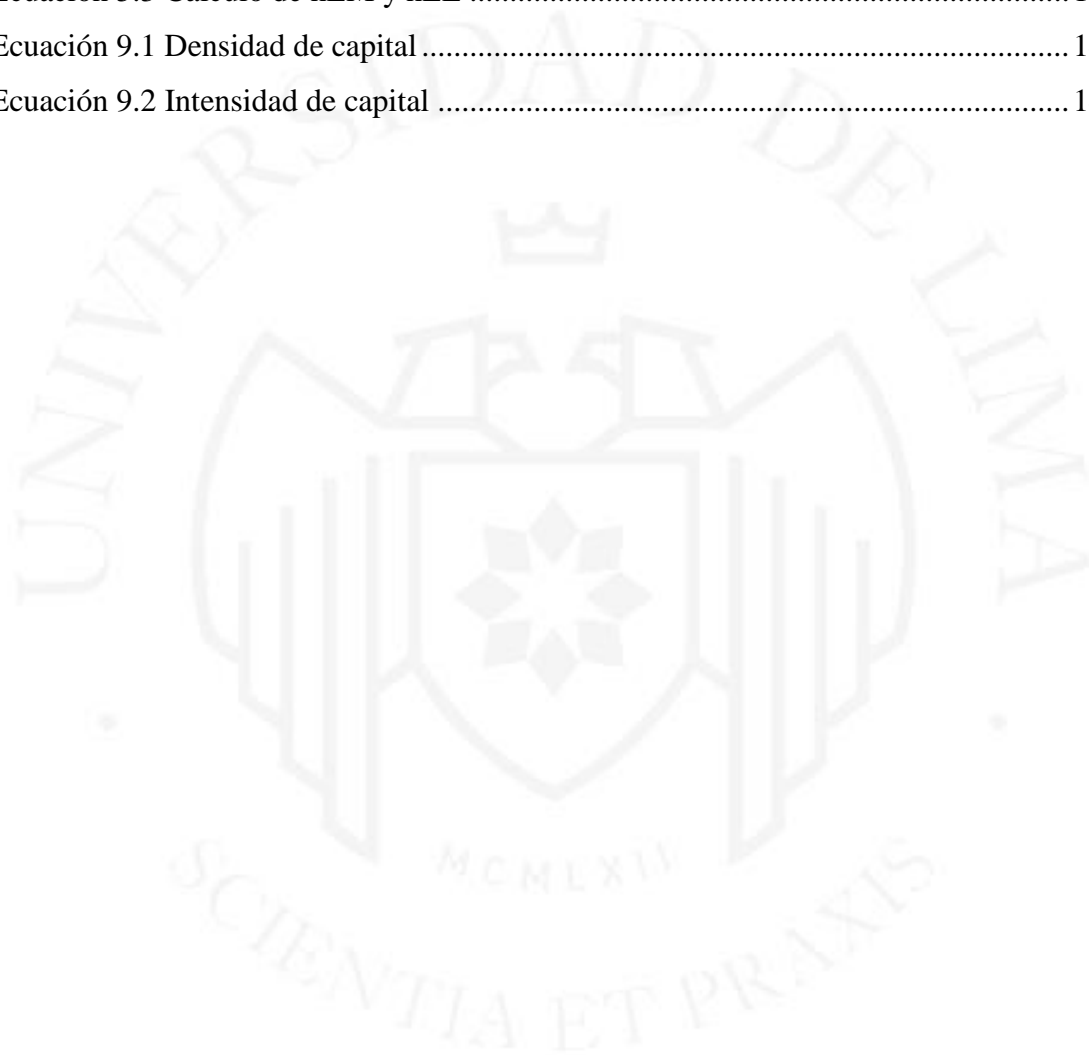 Ecuación 9.1 Densidad de capital ........................................................................ 1
Ecuación 9.2 Intensidad de capital ...................................................................... 1
UNIVERSIDAD DE LIMA
MCMLXII
SCIENTIA ET PRAXIS